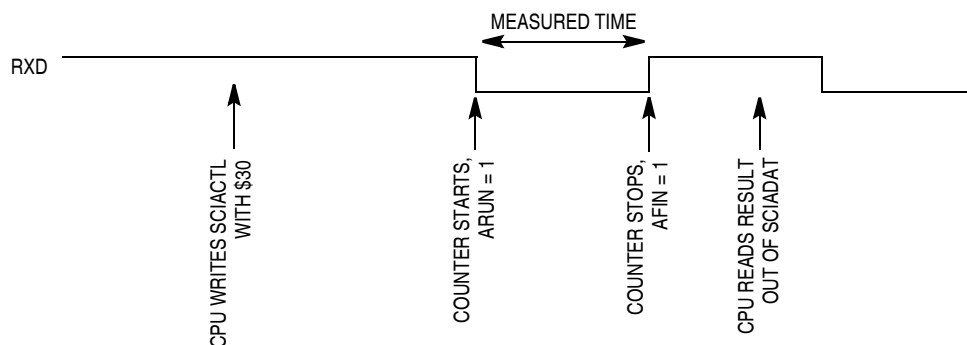 MEASURED TIME
RXD
CPU WRITES SCIACTL
WITH $30
COUNTER STARTS,
ARUN = 1
COUNTER STOPS,
AFIN = 1
CPU READS RESULT
OUT OF SCIADAT